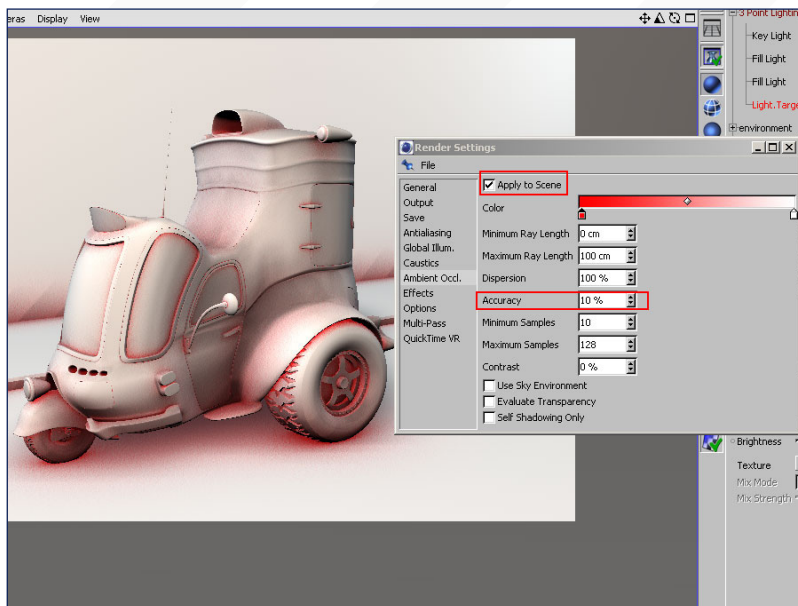 eras Display View
3 Point Lightin
Key Light
Fill Light
Fill Light
Light.Targe
environment
Render Settings
File
General
Output
Save
Antialiasing
Global Illum.
Caustics
Ambient Occl.
Effects
Options
Multi-Pass
QuickTime VR
Apply to Scene
Color
Minimum Ray Length 0 cm
Maximum Ray Length 100 cm
Dispersion 100 %
Accuracy 10 %
Minimum Samples 10
Maximum Samples 128
Contrast 0 %
Use Sky Environment
Evaluate Transparency
Self Shadowing Only
Brightness
Texture
Mix Mode
Mix Strength